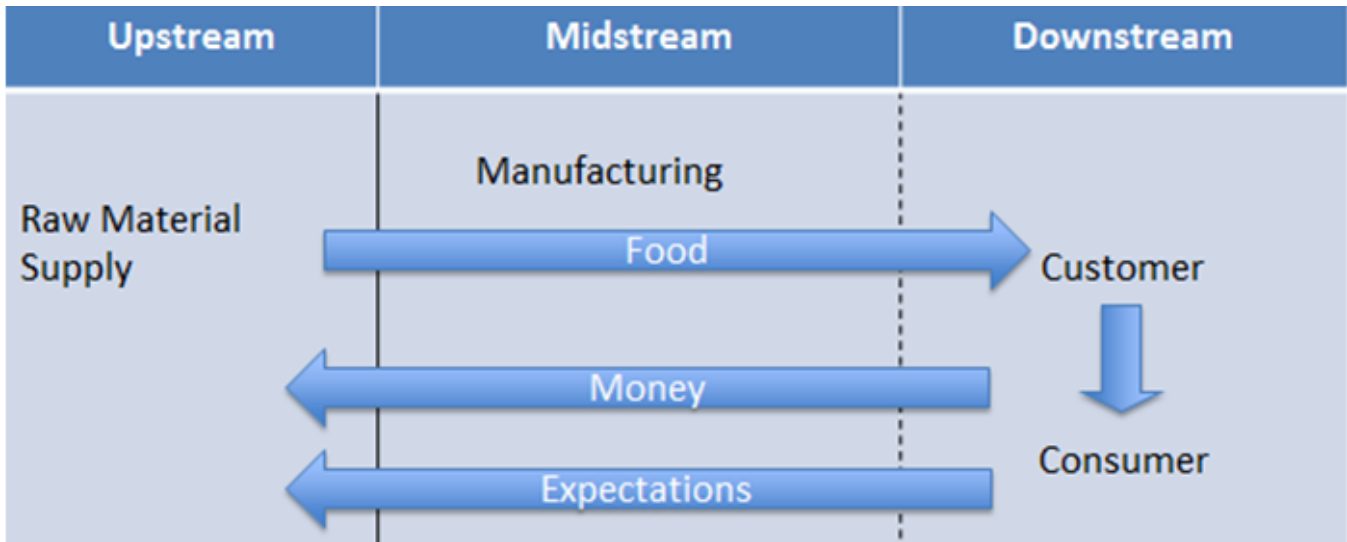 Upstream
Midstream
Downstream
Manufacturing
Raw Material
Supply
Food
Customer
Money
Consumer
Expectations